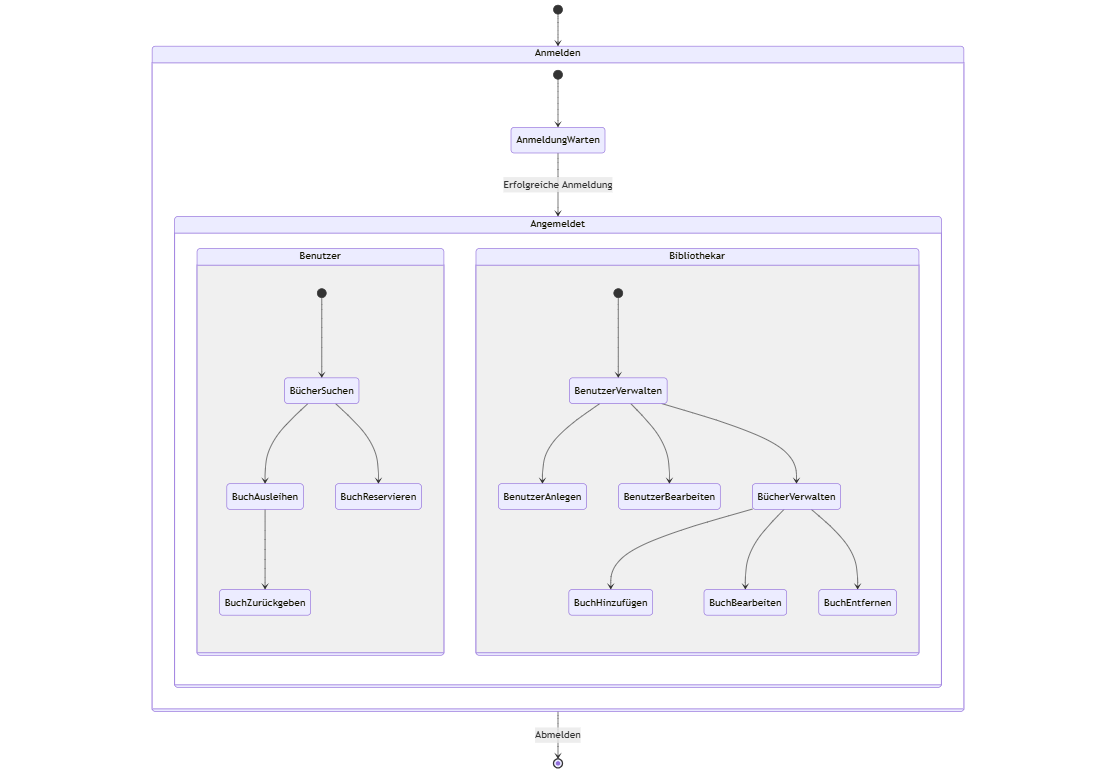 Anmelden
AnmeldungWarten
Erfolgreiche Anmeldung
Angemeldet
Benutzer
Bibliothekar
BücherSuchen
BenutzerVerwalten
BuchAusleihen
BuchReservieren
BenutzerAnlegen
BenutzerBearbeiten
BücherVerwalten
BuchZurückgeben
BuchHinzufügen
BuchBearbeiten
BuchEntfernen
Abmelden